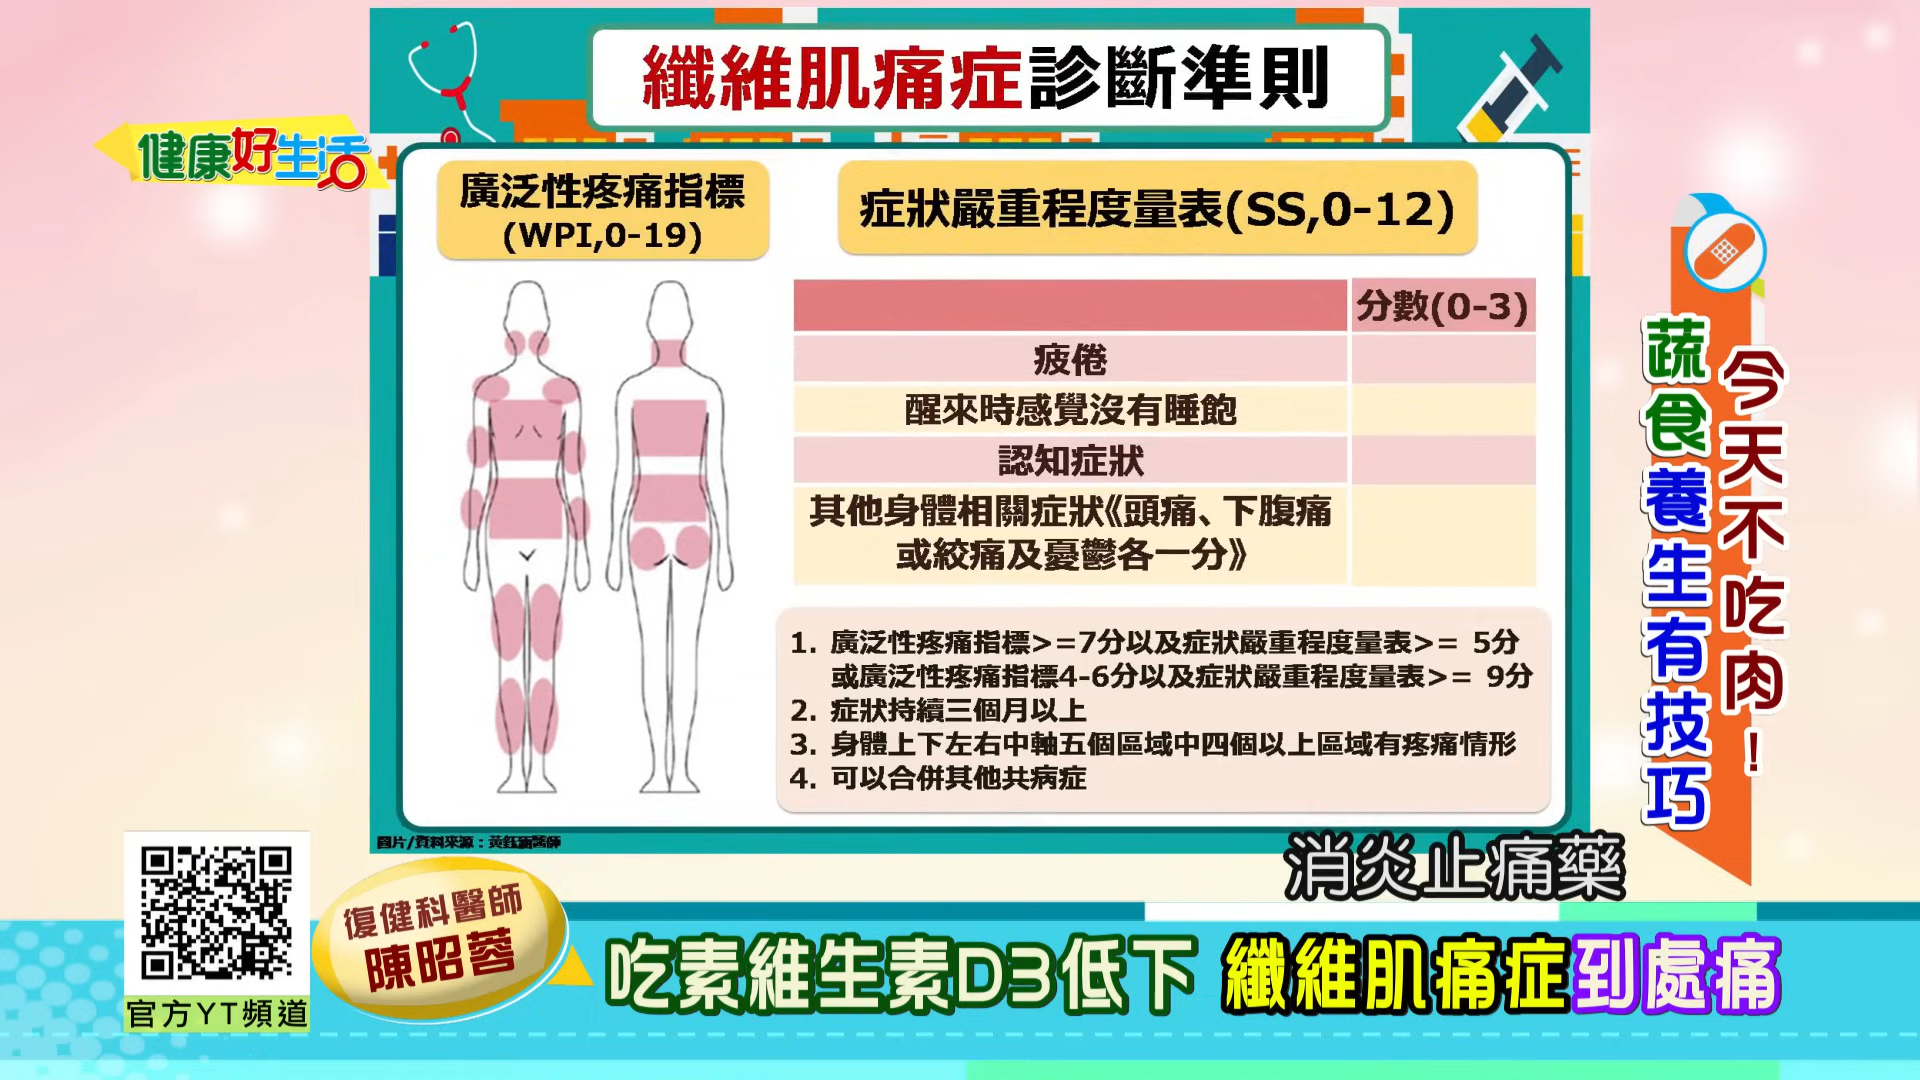 纖維肌痛症診斷準則
健康好生活
廣泛性疼痛指標
(WPI,0-19)
症狀嚴重程度量表(SS,0-12)
分數(0-3)
疲倦
醒來時感覺沒有睡飽
認知症狀
其他身體相關症狀《頭痛、下腹痛
或絞痛及憂鬱各一分》
1. 廣泛性疼痛指標>=7分以及症狀嚴重程度量表>= 5分
或廣泛性疼痛指標4-6分以及症狀嚴重程度量表>= 9分
2. 症狀持續三個月以上
3. 身體上下左右中軸五個區域中四個以上區域有疼痛情形
4. 可以合併其他共病症
今天不吃肉！
蔬食養生有技巧
消炎止痛藥
復健科醫師
陳昭蓉
吃素維生素D3低下 纖維肌痛症到處痛
官方YT頻道